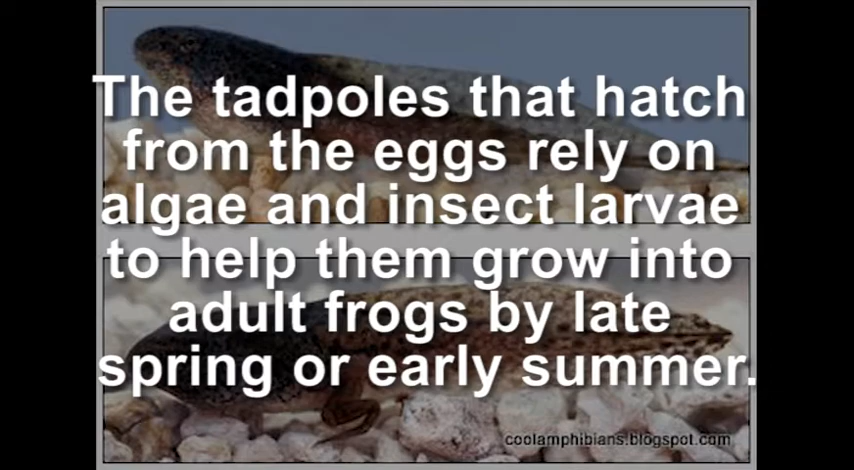 The tadpoles that hatch
from the eggs rely on
algae and insect larvae
to help them grow into
adult frogs by late
spring or early summer.
coolamphibians.blogspot.com